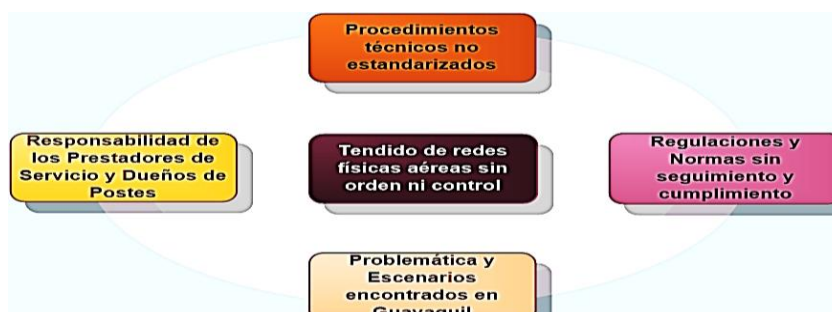 Procedimientos
técnicos no
estandarizados
Responsabilidad de
los Prestadores de
Servicio y Dueños de
Postes
Tendido de redes
físicas aéreas sin
orden ni control
Regulaciones y
Normas sin
seguimiento y
cumplimiento
Problemática y
Escenarios
encontrados en
Guayaquil